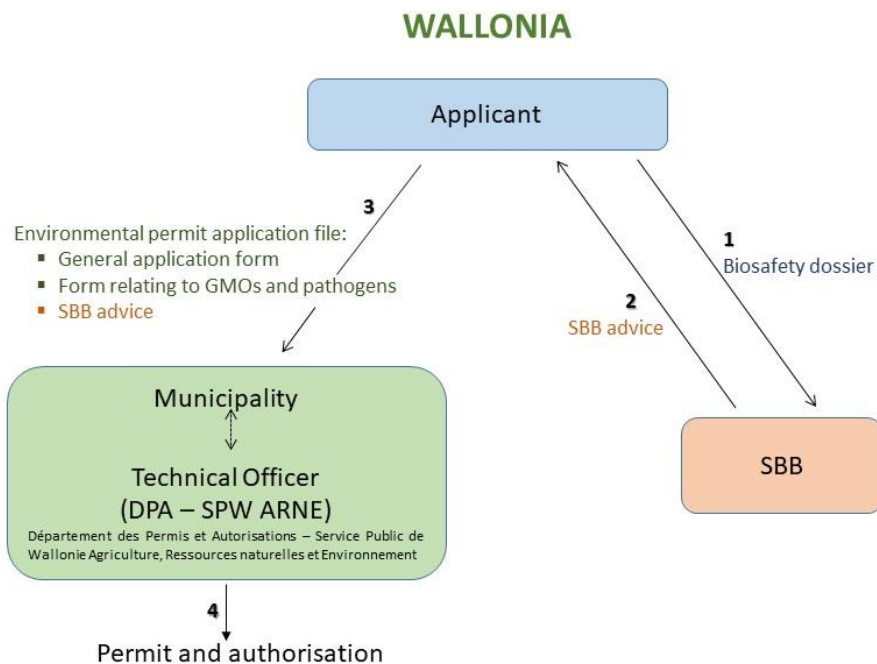 WALLONIA
Applicant
3
Environmental permit application file:
▪ General application form
▪ Form relating to GMOs and pathogens
▪ SBB advice
1
Biosafety dossier
2
SBB advice
Municipality
Technical Officer
(DPA – SPW ARNE)
Département des Permis et Autorisations – Service Public de
Wallonie Agriculture, Ressources naturelles et Environnement
SBB
4
Permit and authorisation